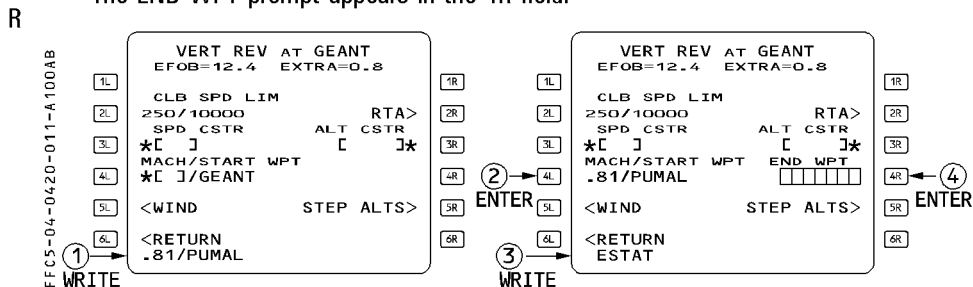 The END WPT prompt appears in the 4R field.
R
FFC5-04-0420-011-A100AB
VERT REV AT GEANT
EFOB=12.4 EXTRA=0.8
CLB SPD LIM
250/10000 RTA>
SPD CSTR ALT CSTR
*[ ] [ ]*
MACH/START WPT
*[ ]/GEANT
<WIND STEP ALTS>
<RETURN
.81/PUMAL
1L
2L
3L
4L
5L
6L
1R
2R
3R
4R
5R
6R
1
WRITE
VERT REV AT GEANT
EFOB=12.4 EXTRA=0.8
CLB SPD LIM
250/10000 RTA>
SPD CSTR ALT CSTR
*[ ] [ ]*
MACH/START WPT END WPT
.81/PUMAL
<WIND STEP ALTS>
<RETURN
ESTAT
1L
2L
3L
4L
5L
6L
1R
2R
3R
4R
5R
6R
2
ENTER
3
WRITE
4
ENTER